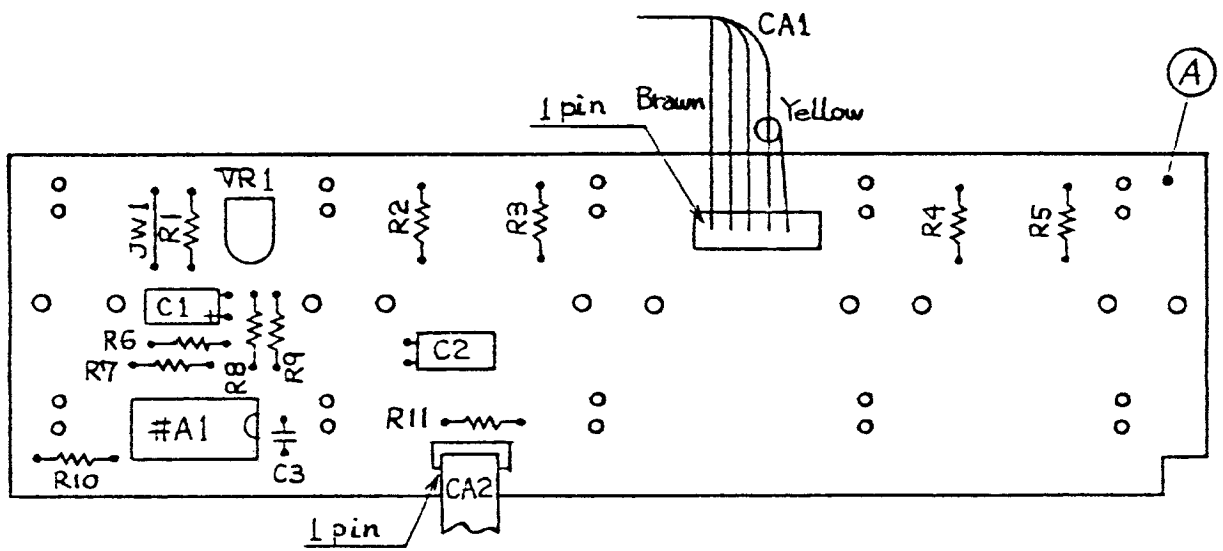 CA1
A
Brawn
Yellow
1 pin
VR1
JW1
R1
R2
R3
R4
R5
C1
+
R6
R7
R8
R9
C2
#A1
R11
R10
C3
CA2
1 pin